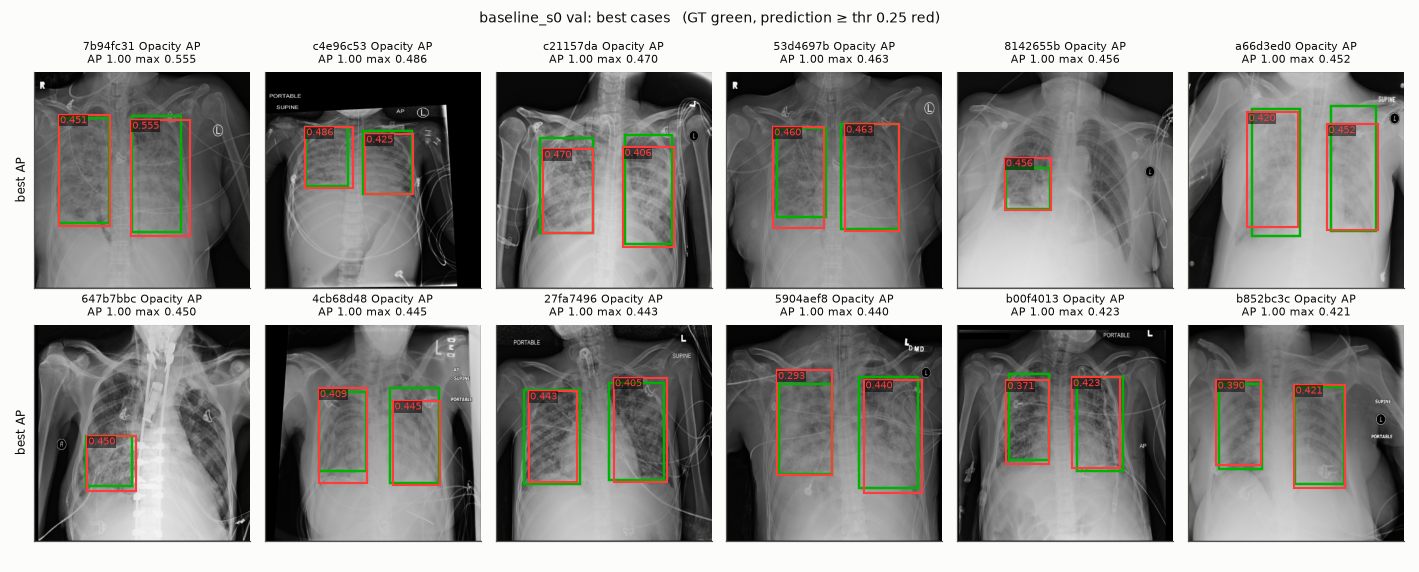 baseline_s0 val: best cases   (GT green, prediction ≥ thr 0.25 red)
7b94fc31 Opacity AP
AP 1.00 max 0.555
c4e96c53 Opacity AP
AP 1.00 max 0.486
c21157da Opacity AP
AP 1.00 max 0.470
53d4697b Opacity AP
AP 1.00 max 0.463
8142655b Opacity AP
AP 1.00 max 0.456
a66d3ed0 Opacity AP
AP 1.00 max 0.452
best AP
R
0.451
0.555
L
PORTABLE
SUPINE
AP
L
0.486
0.425
0.470
0.406
L
R
L
0.460
0.463
0.456
L
SUPINE
L
0.420
0.452
647b7bbc Opacity AP
AP 1.00 max 0.450
4cb68d48 Opacity AP
AP 1.00 max 0.445
27fa7496 Opacity AP
AP 1.00 max 0.443
5904aef8 Opacity AP
AP 1.00 max 0.440
b00f4013 Opacity AP
AP 1.00 max 0.423
b852bc3c Opacity AP
AP 1.00 max 0.421
best AP
R
0.450
L
AP
SUPINE
PORTABLE
0.409
0.445
PORTABLE
L
SUPINE
0.443
0.405
L DMD
L
0.293
0.440
PORTABLE
L
0.371
0.423
AP
0.390
0.421
SUPINE
L
PORTABLE